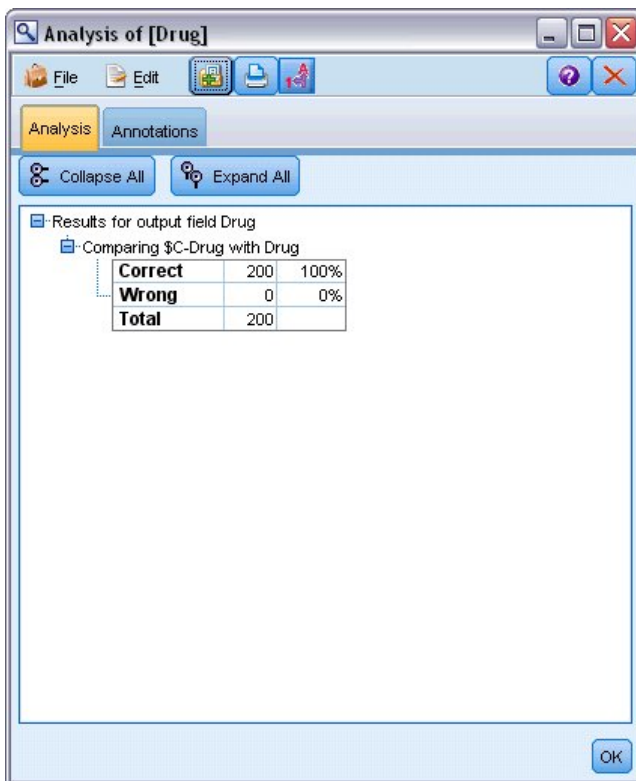 Analysis of [Drug]
File Edit
Analysis Annotations
Collapse All Expand All
Results for output field Drug
Comparing $C-Drug with Drug
Correct 200 100%
Wrong 0 0%
Total 200
OK